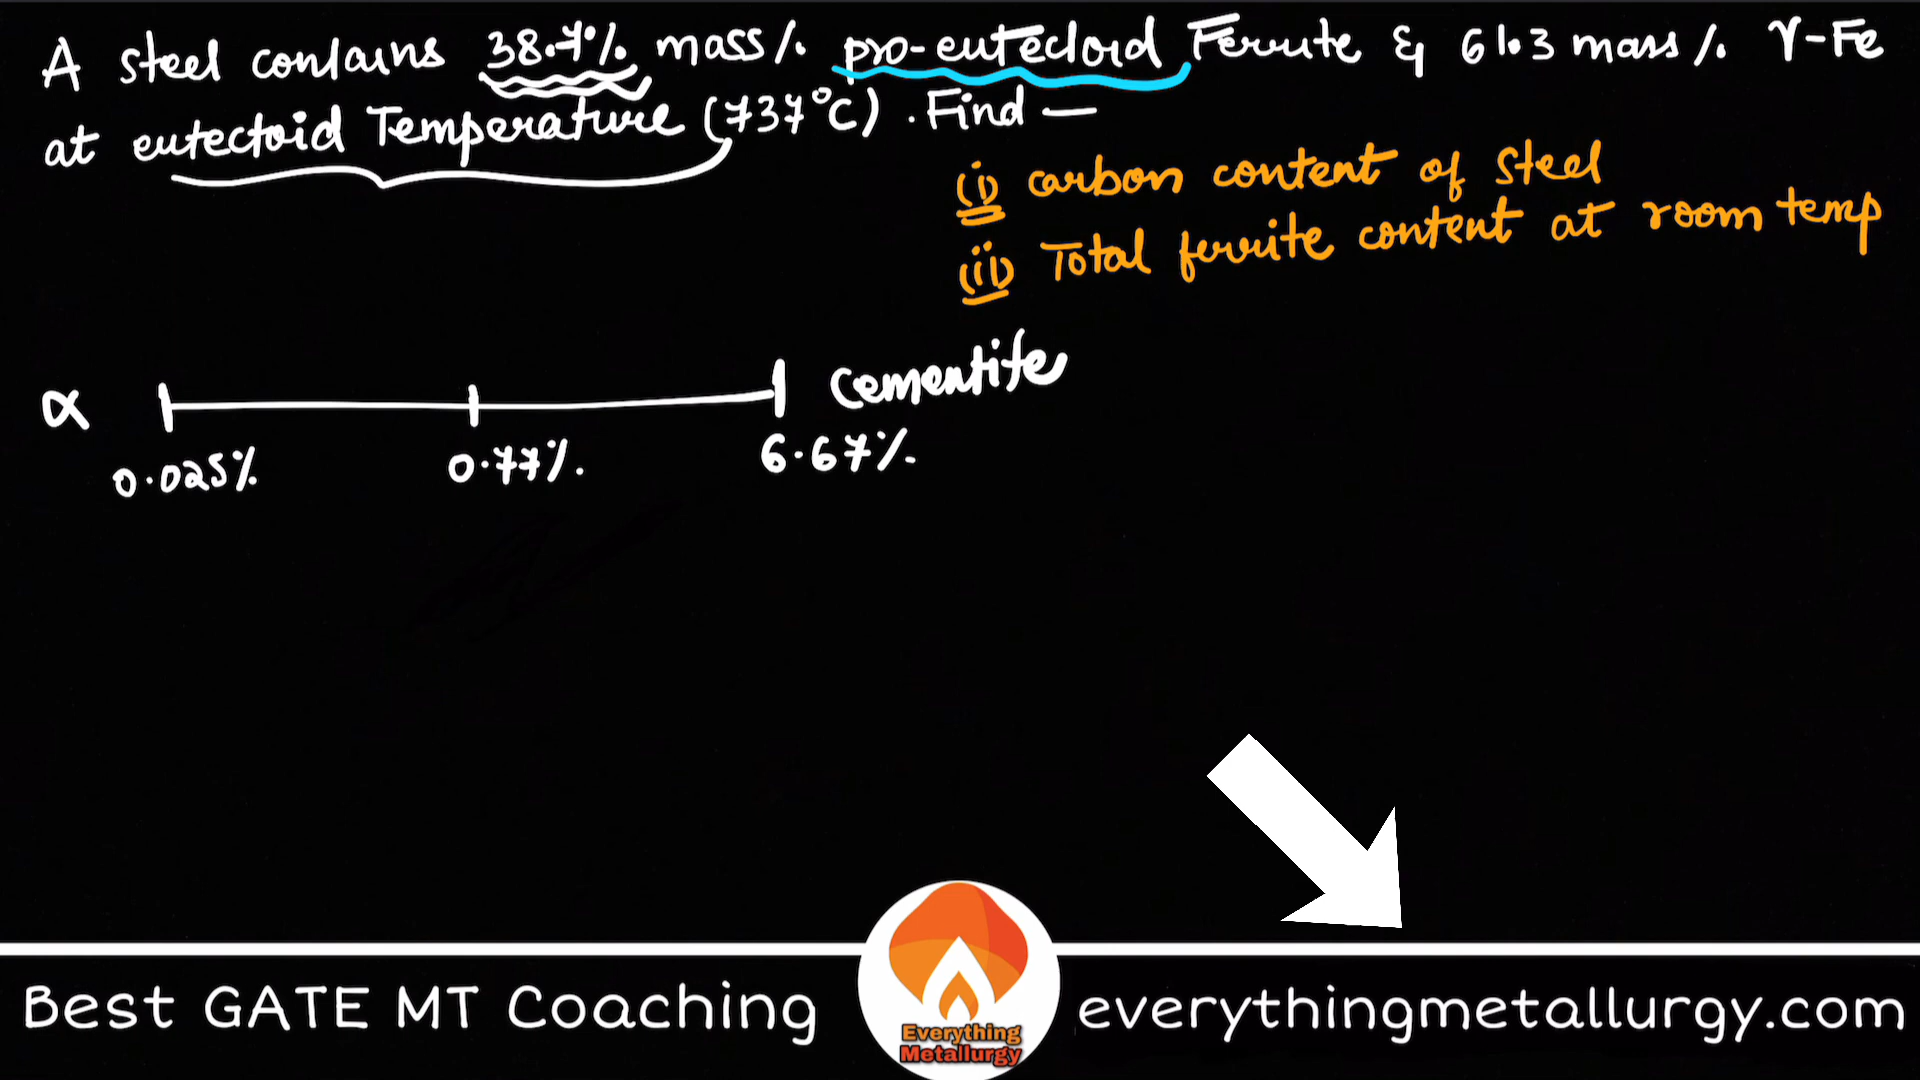 A steel contains 38.7% mass% pro-eutectoid Ferrite & 61.3 mass% γ-Fe
at eutectoid Temperature (737°C). Find —
(i) carbon content of steel
(ii) Total ferrite content at room temp
α 0.025% 0.77% 6.67% Cementite
Best GATE MT Coaching
Everything
Metallurgy
everythingmetallurgy.com